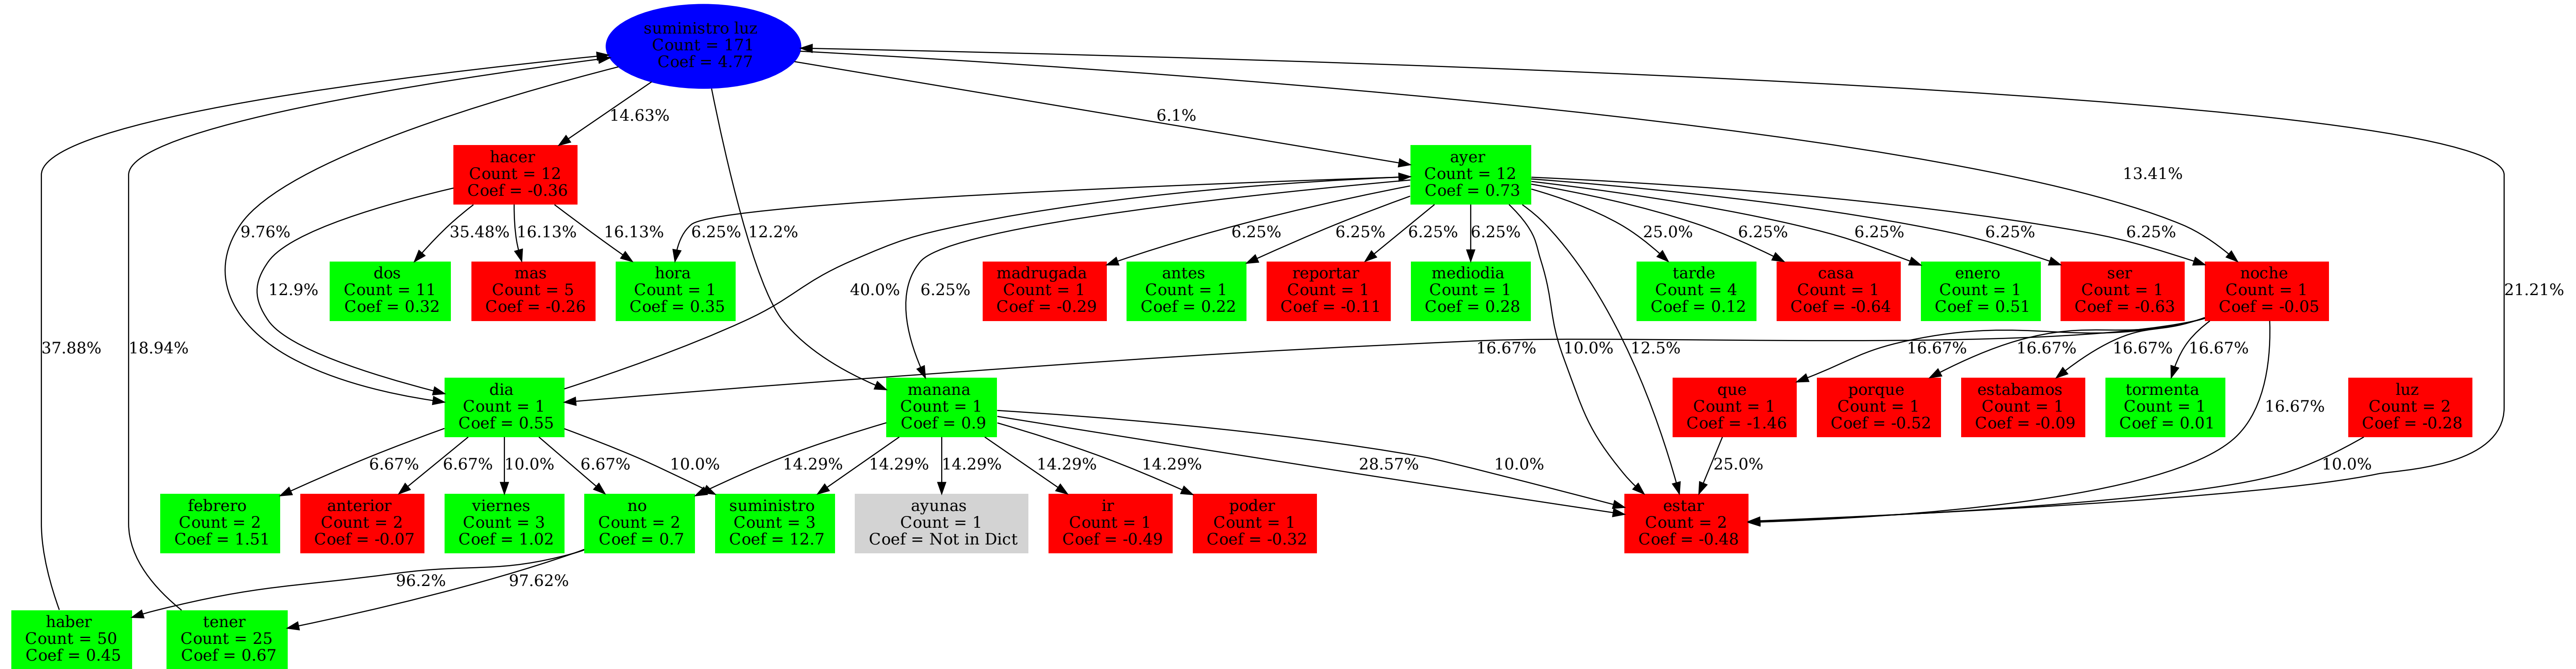 suministro luz
Count = 171
Coef = 4.77
14.63%
6.1%
hacer
Count = 12
Coef = -0.36
ayer
Count = 12
Coef = 0.73
13.41%
9.76%
35.48%
16.13%
16.13%
6.25%
12.2%
6.25%
6.25%
6.25%
6.25%
25.0%
6.25%
6.25%
6.25%
6.25%
12.9%
dos
Count = 11
Coef = 0.32
mas
Count = 5
Coef = -0.26
hora
Count = 1
Coef = 0.35
40.0%
6.25%
madrugada
Count = 1
Coef = -0.29
antes
Count = 1
Coef = 0.22
reportar
Count = 1
Coef = -0.11
mediodia
Count = 1
Coef = 0.28
tarde
Count = 4
Coef = 0.12
casa
Count = 1
Coef = -0.64
enero
Count = 1
Coef = 0.51
ser
Count = 1
Coef = -0.63
noche
Count = 1
Coef = -0.05
21.21%
37.88%
18.94%
16.67%
10.0%
12.5%
16.67%
16.67%
16.67%
16.67%
dia
Count = 1
Coef = 0.55
manana
Count = 1
Coef = 0.9
que
Count = 1
Coef = -1.46
porque
Count = 1
Coef = -0.52
estabamos
Count = 1
Coef = -0.09
tormenta
Count = 1
Coef = 0.01
16.67%
luz
Count = 2
Coef = -0.28
6.67%
6.67%
10.0%
6.67%
10.0%
14.29%
14.29%
14.29%
14.29%
14.29%
28.57%
10.0%
25.0%
10.0%
febrero
Count = 2
Coef = 1.51
anterior
Count = 2
Coef = -0.07
viernes
Count = 3
Coef = 1.02
no
Count = 2
Coef = 0.7
suministro
Count = 3
Coef = 12.7
ayunas
Count = 1
Coef = Not in Dict
ir
Count = 1
Coef = -0.49
poder
Count = 1
Coef = -0.32
estar
Count = 2
Coef = -0.48
96.2%
97.62%
haber
Count = 50
Coef = 0.45
tener
Count = 25
Coef = 0.67